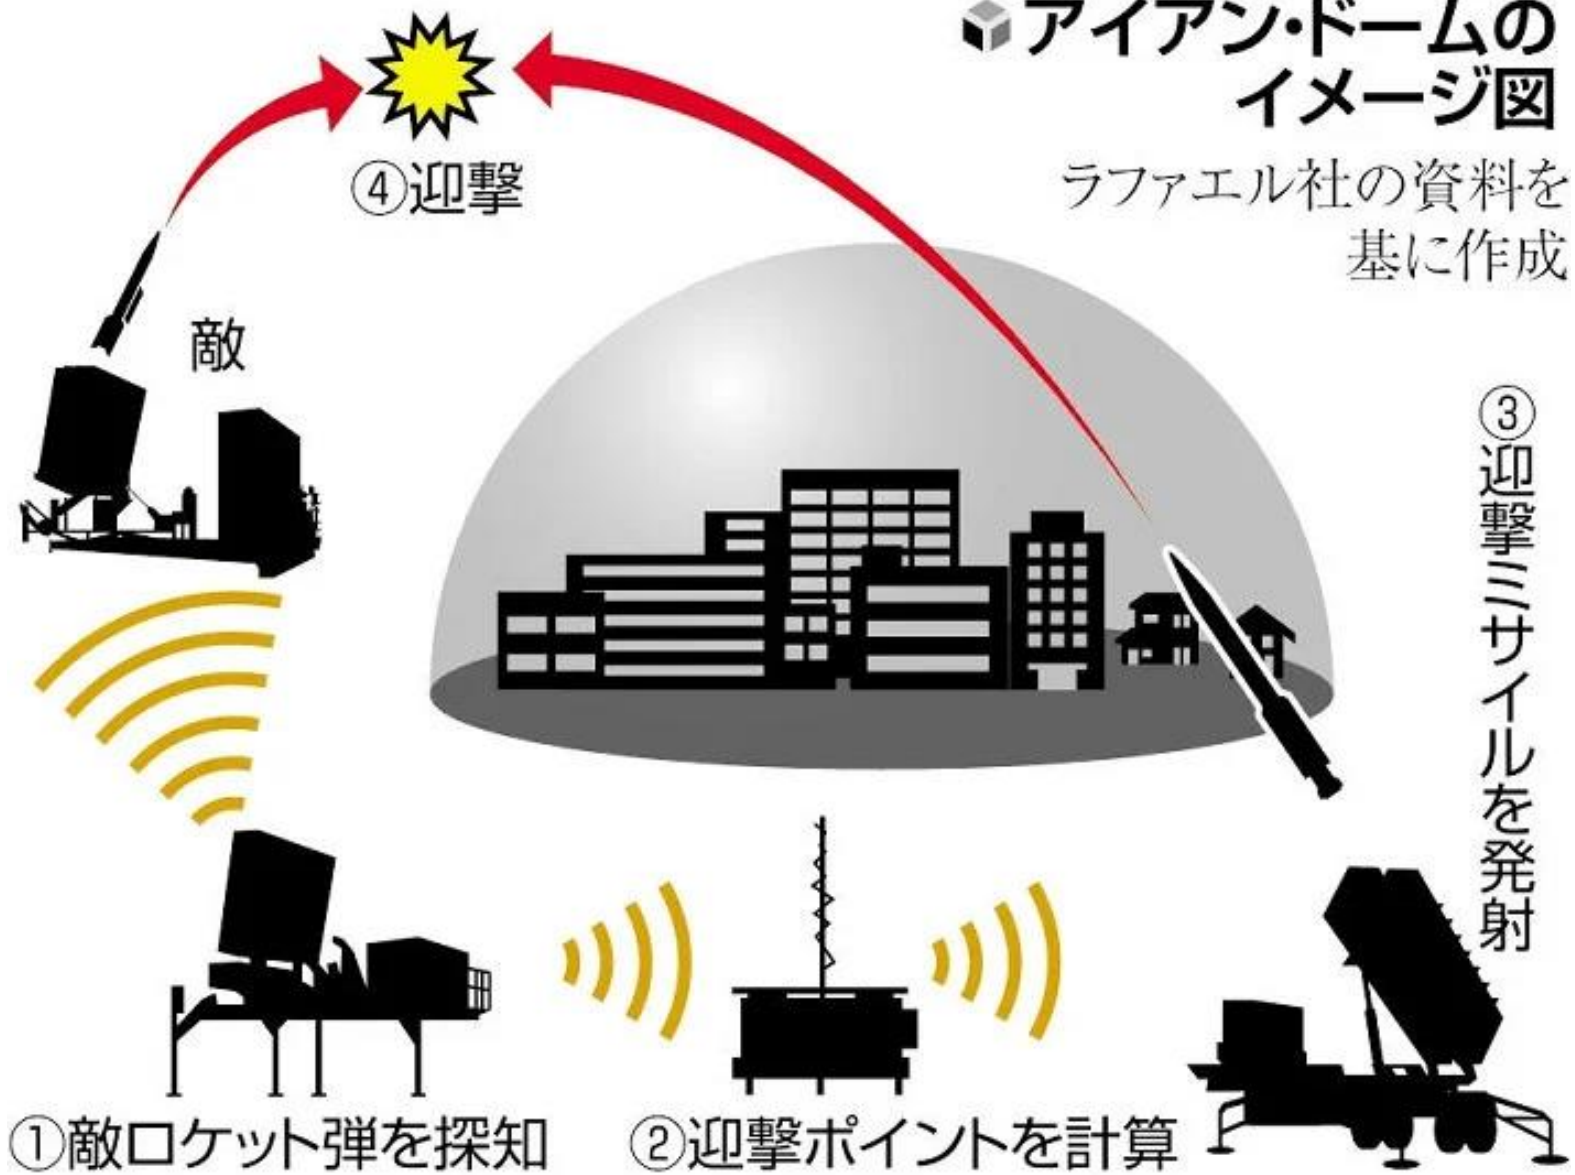 アイアン・ドームの
イメージ図
ラファエル社の資料を
基に作成
④迎撃
敵
③迎撃ミサイルを発射
①敵ロケット弾を探知
②迎撃ポイントを計算